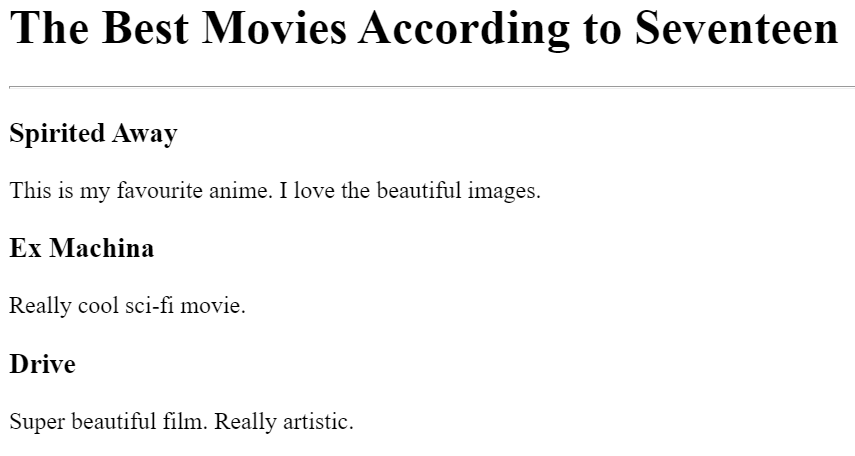 The Best Movies According to Seventeen
Spirited Away
This is my favourite anime. I love the beautiful images.
Ex Machina
Really cool sci-fi movie.
Drive
Super beautiful film. Really artistic.